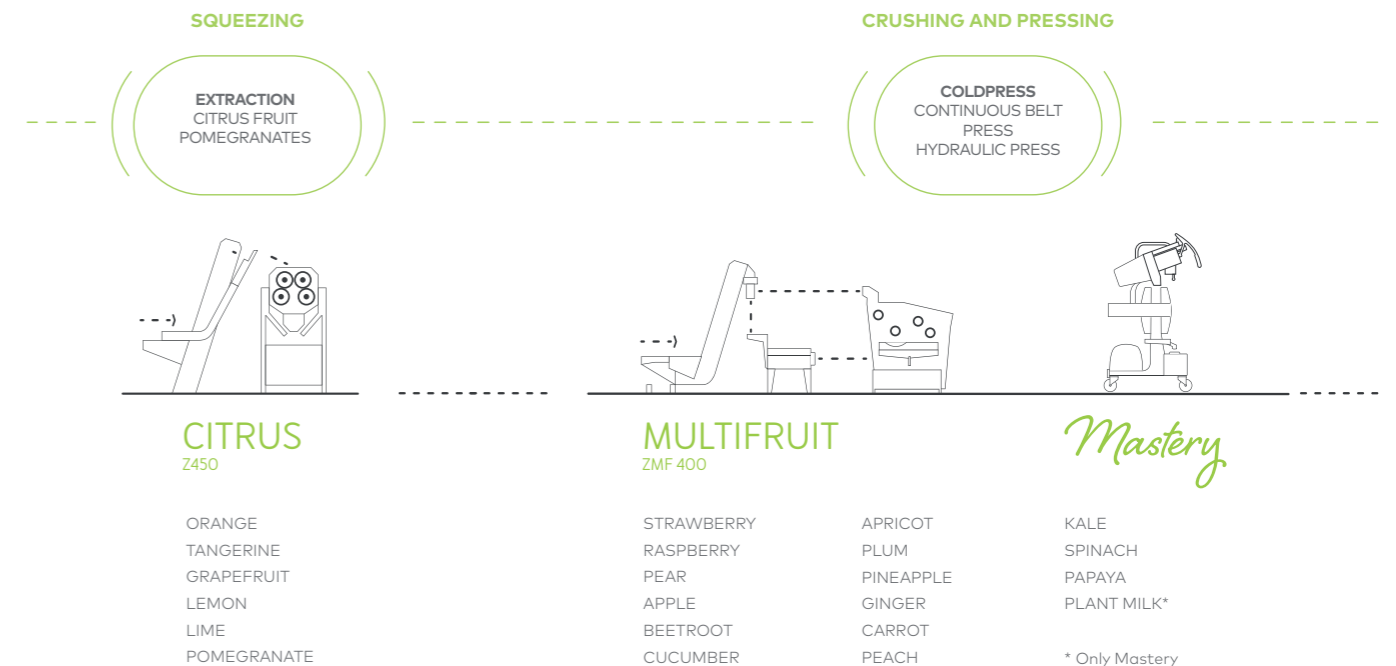 SQUEEZING
EXTRACTION
CITRUS FRUIT
POMEGRANATES
CRUSHING AND PRESSING
COLDPRESS
CONTINUOUS BELT
PRESS
HYDRAULIC PRESS
CITRUS
Z450
ORANGE
TANGERINE
GRAPEFRUIT
LEMON
LIME
POMEGRANATE
MULTIFRUIT
ZMF 400
STRAWBERRY
RASPBERRY
PEAR
APPLE
BEETROOT
CUCUMBER
APRICOT
PLUM
PINEAPPLE
GINGER
CARROT
PEACH
Mastery
KALE
SPINACH
PAPAYA
PLANT MILK*
* Only Mastery